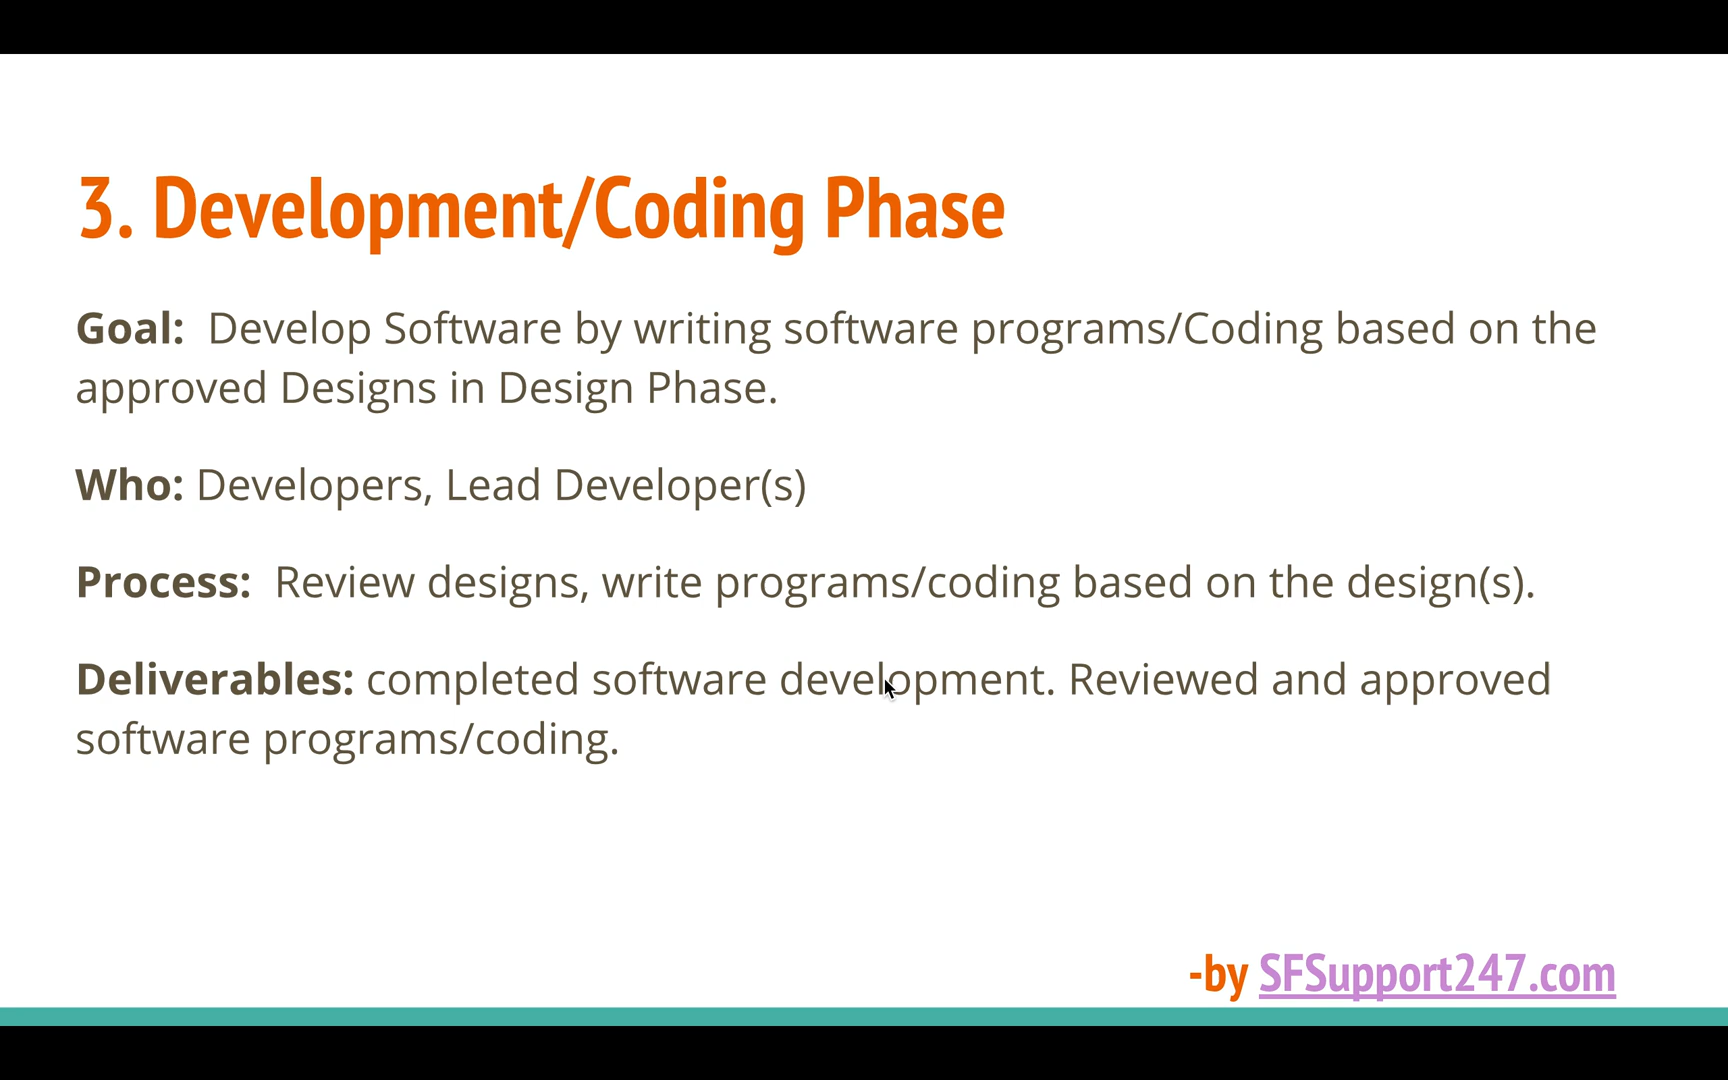 3. Development/Coding Phase
Goal: Develop Software by writing software programs/Coding based on the
approved Designs in Design Phase.
Who: Developers, Lead Developer(s)
Process: Review designs, write programs/coding based on the design(s).
Deliverables: completed software development. Reviewed and approved
software programs/coding.
-by SFSupport247.com